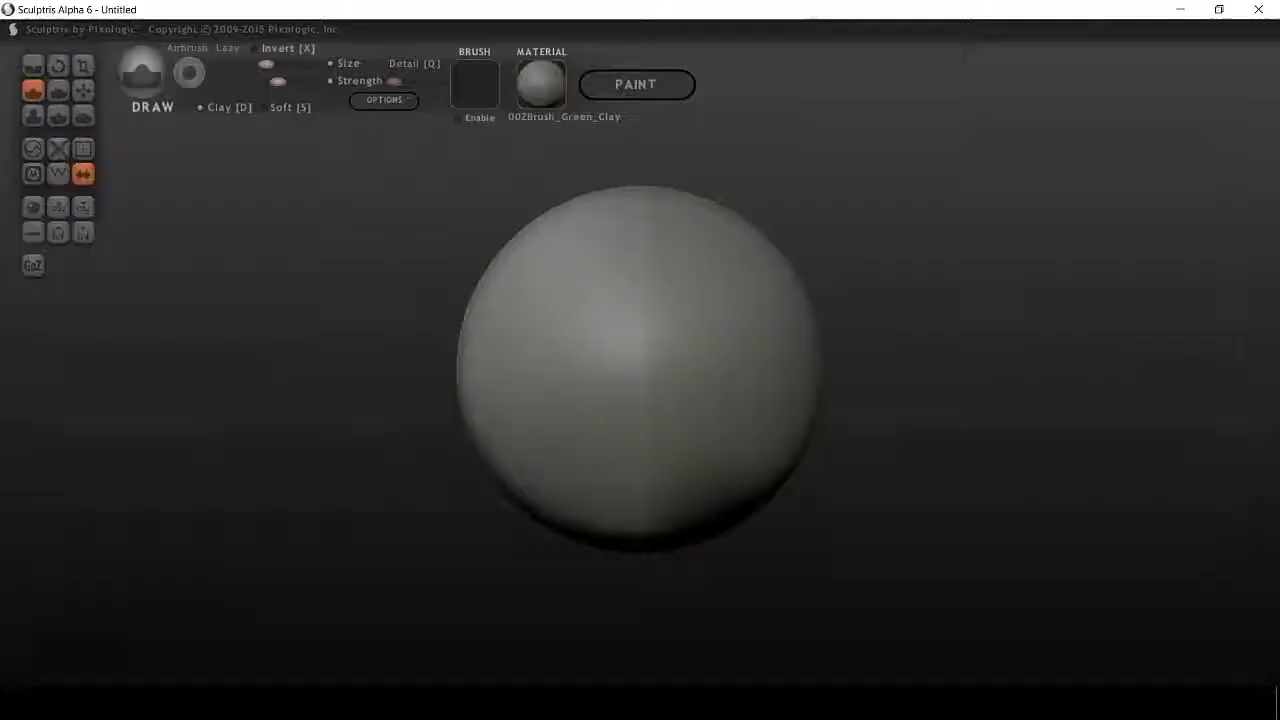 Sculptris Alpha 6 - Untitled
Sculptris by Pixologic. Copyright (c) 2009-2015 Pixologic, Inc.
Airbrush Lazy Invert [X]
BRUSH MATERIAL
Size Detail [Q]
Strength
PAINT
OPTIONS
DRAW Clay [D] Soft [S]
Enable 00ZBrush_Green_Clay
GoZ